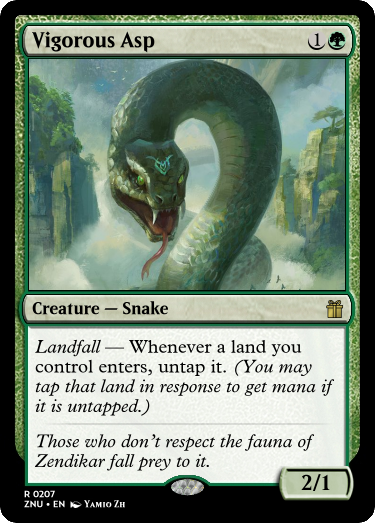 Vigorous Asp 1
Creature — Snake
Landfall — Whenever a land you
control enters, untap it. (You may
tap that land in response to get mana if
it is untapped.)
Those who don't respect the fauna of
Zendikar fall prey to it.
2/1
R 0207
ZNU • EN Yamio Zh